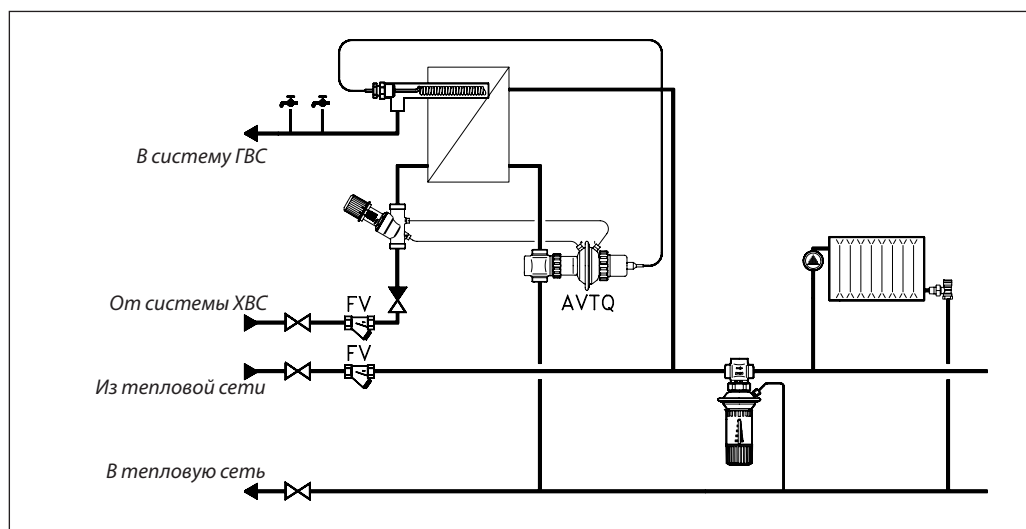 В систему ГВС
От системы ХВС
FV
AVTQ
FV
Из тепловой сети
В тепловую сеть